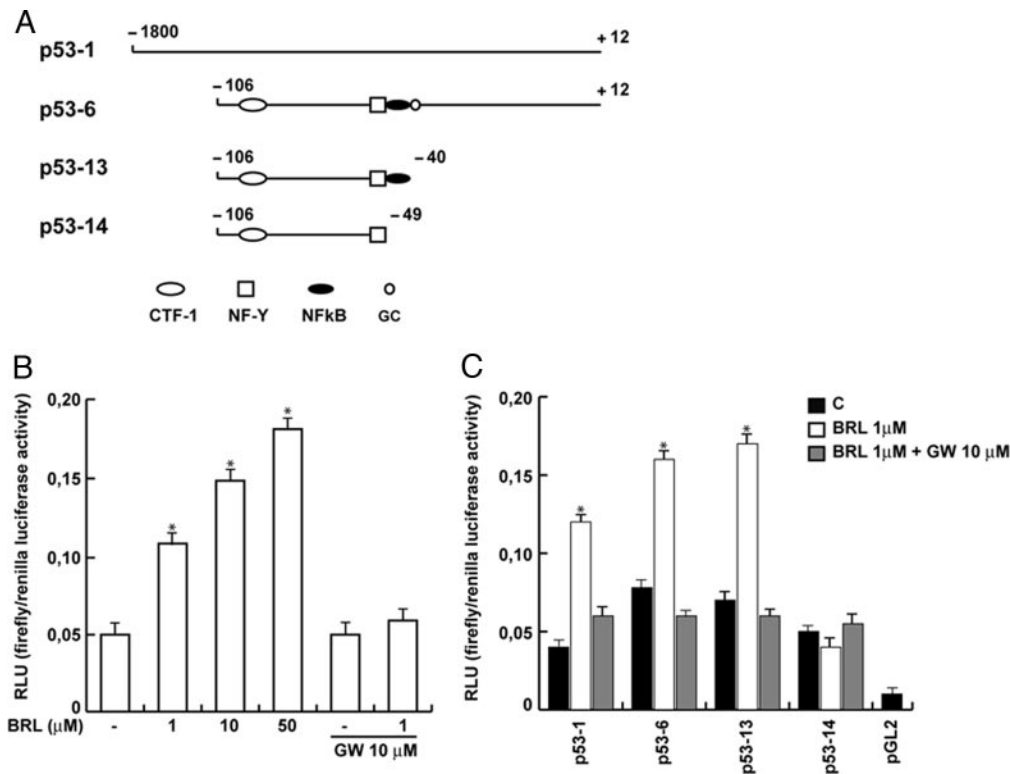 A
p53-1
– 1800
+ 12
p53-6
– 106
+ 12
p53-13
– 106
– 40
p53-14
– 106
– 49
CTF-1 NF-Y NFkB GC
B
RLU (firefly/renilla luciferase activity)
0,20
0,15
0,10
0,05
0
* * *
BRL (µM) - 1 10 50 - 1
GW 10 µM
C
RLU (firefly/renilla luciferase activity)
0,20
0,15
0,10
0,05
0
* * *
C
BRL 1µM
BRL 1µM + GW 10 µM
p53-1
p53-6
p53-13
p53-14
pGL2